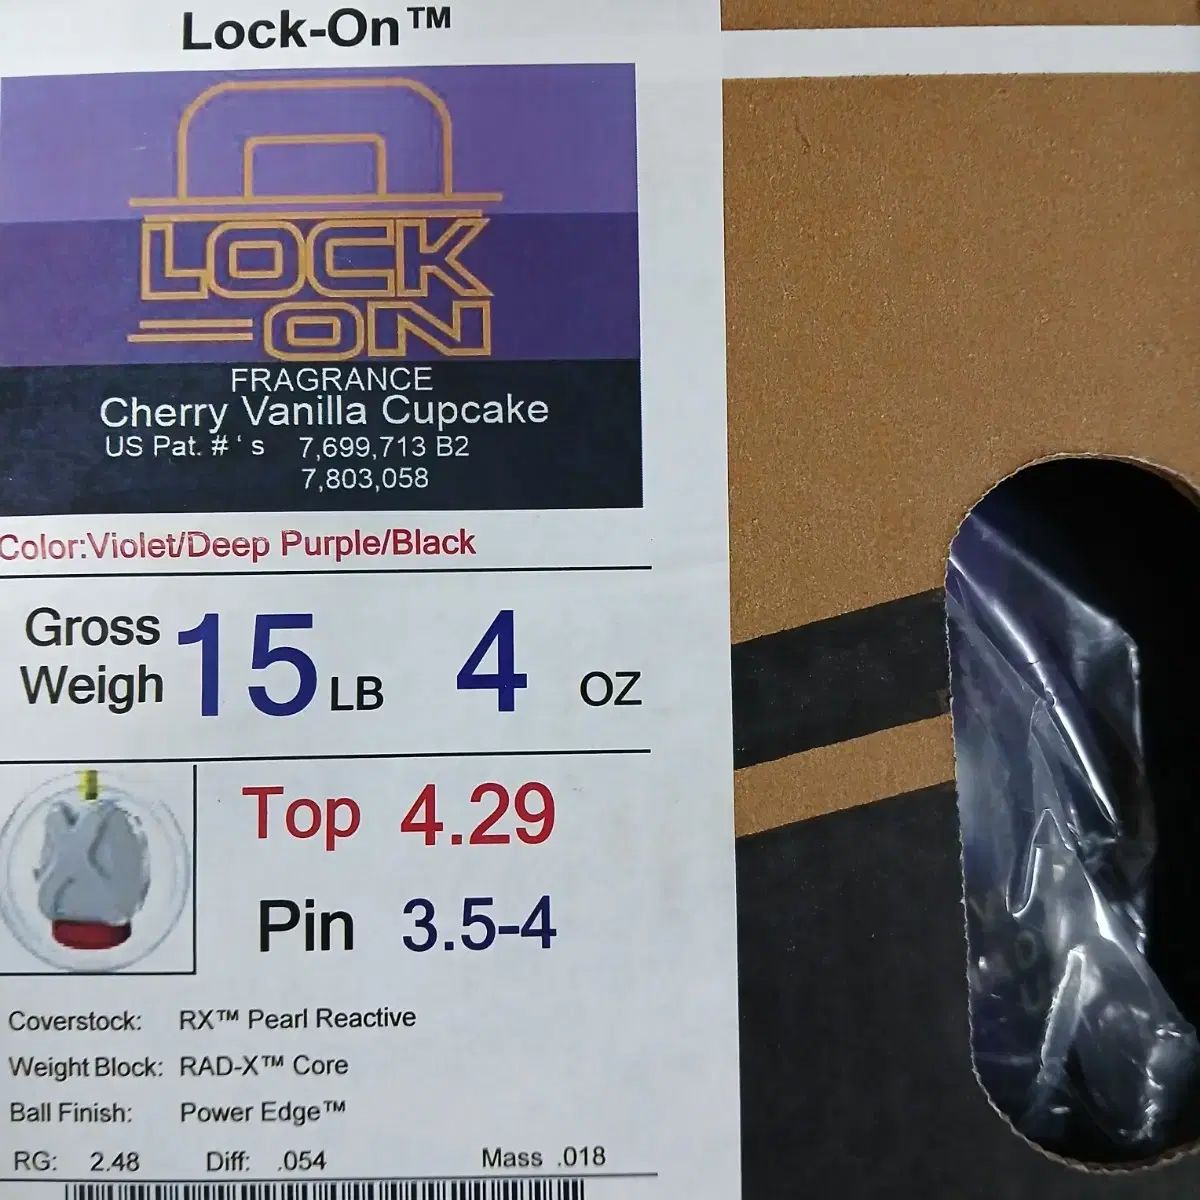 Lock-On™
LOCK
ON
FRAGRANCE
Cherry Vanilla Cupcake
US Pat. # ‘ s 7,699,713 B2
7,803,058
Color:Violet/Deep Purple/Black
Gross
Weigh 15 LB 4 OZ
Top 4.29
Pin 3.5-4
Coverstock: RX™ Pearl Reactive
Weight Block: RAD-X™ Core
Ball Finish: Power Edge™
RG: 2.48 Diff: .054 Mass .018